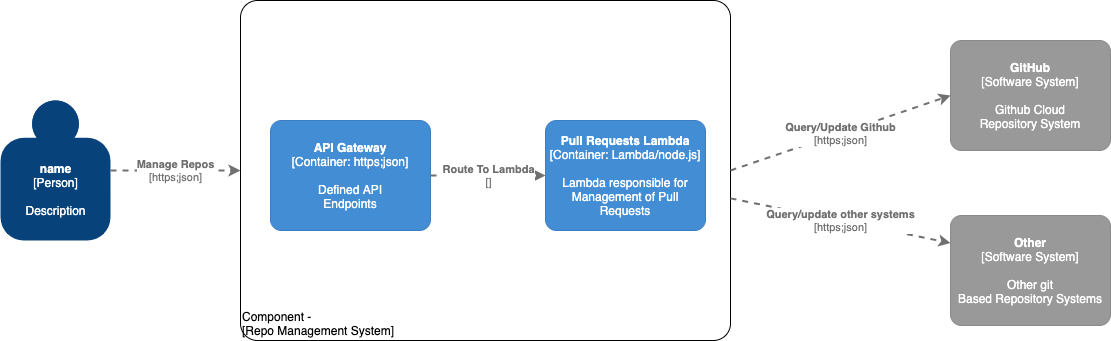 name
[Person]
Description
Manage Repos
[https;json]
API Gateway
[Container: https;json]
Defined API
Endpoints
Route To Lambda
[]
Pull Requests Lambda
[Container: Lambda/node.js]
Lambda responsible for
Management of Pull
Requests
Component -
[Repo Management System]
Query/Update Github
[https;json]
Query/update other systems
[https;json]
GitHub
[Software System]
Github Cloud
Repository System
Other
[Software System]
Other git
Based Repository Systems